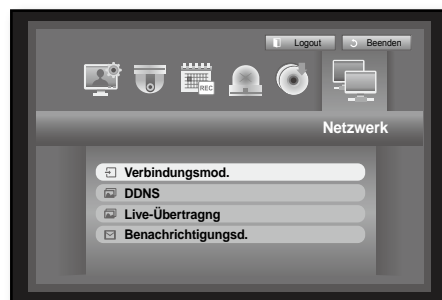 Logout
Beenden
REC
Netzwerk
Verbindungsmod.
DDNS
Live-Übertragng
Benachrichtigungsd.